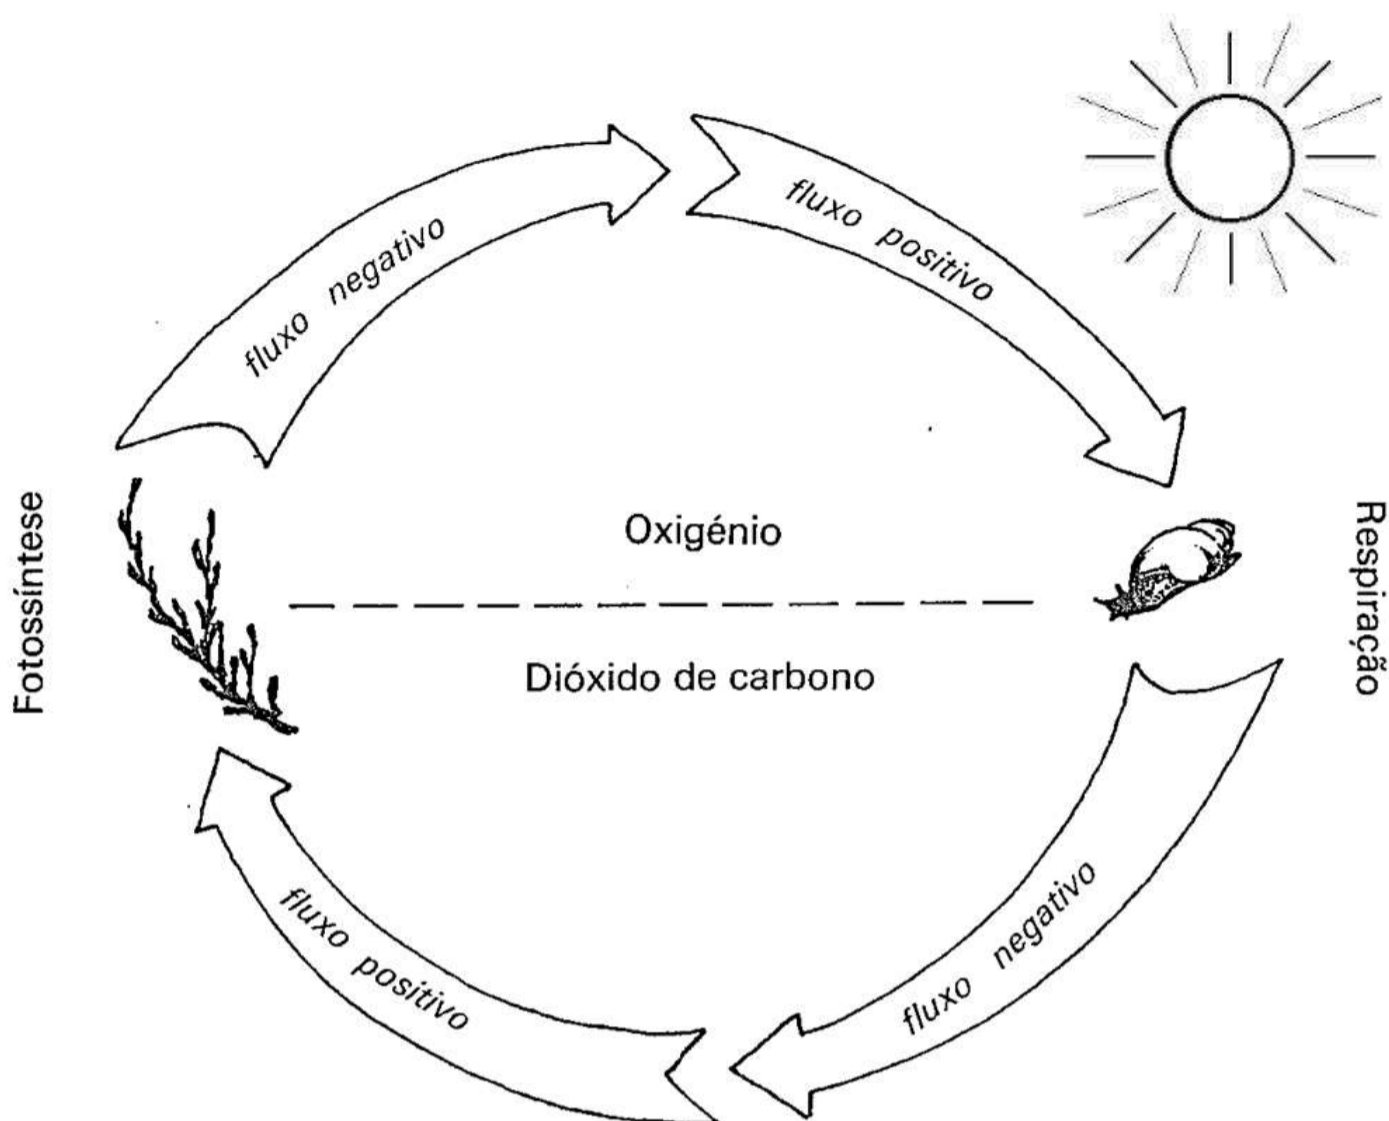 fluxo negativo
fluxo positivo
Fotossíntese
Oxigénio
Respiração
Dióxido de carbono
fluxo positivo
fluxo negativo